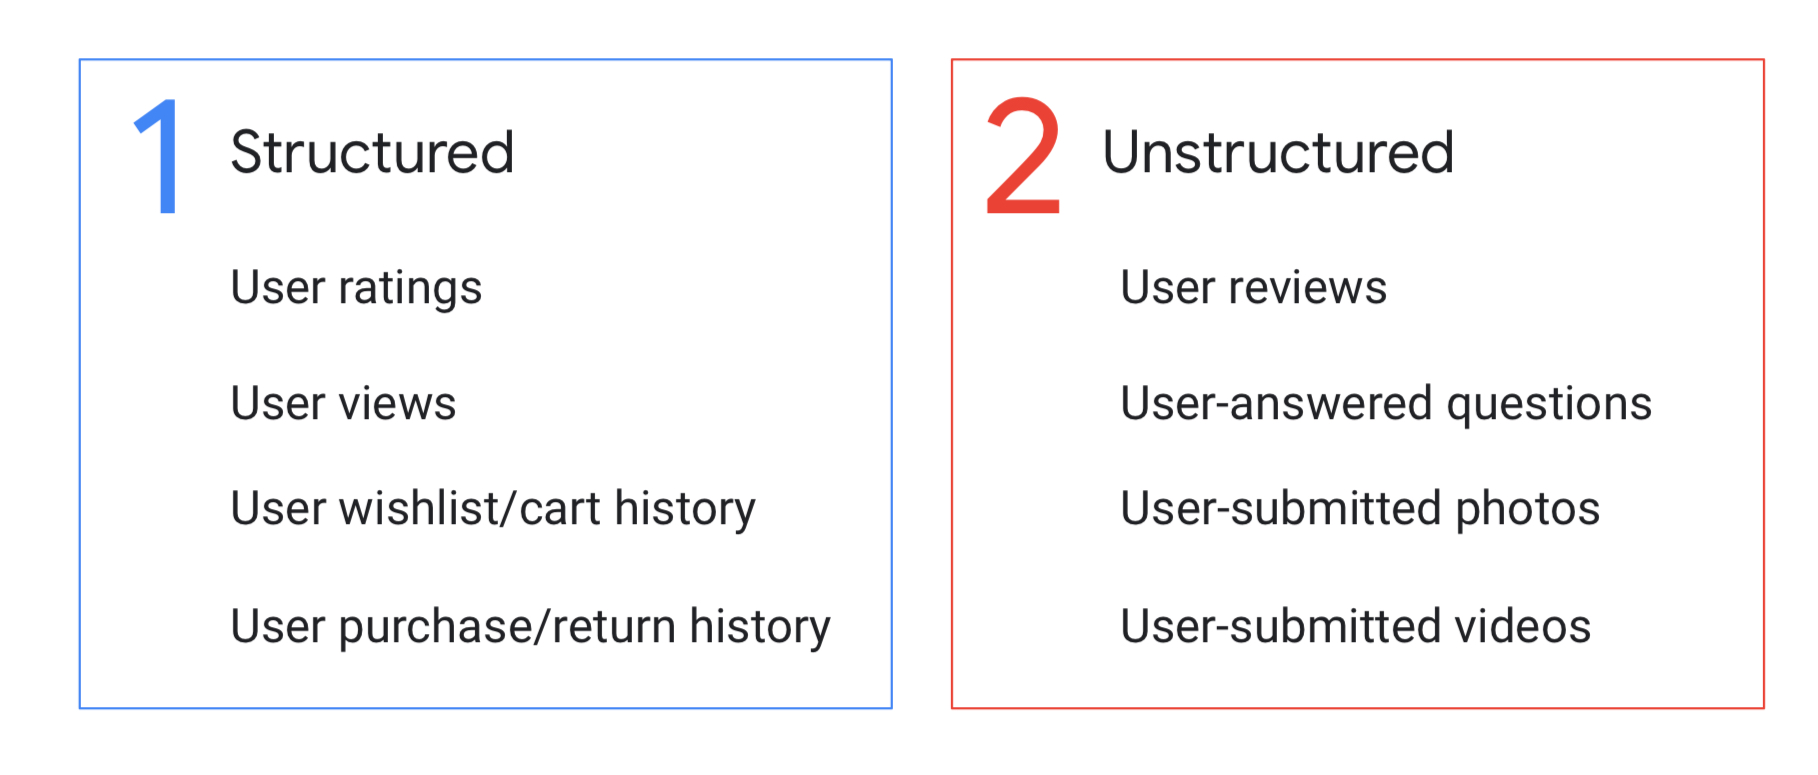 1 Structured
User ratings
User views
User wishlist/cart history
User purchase/return history
2 Unstructured
User reviews
User-answered questions
User-submitted photos
User-submitted videos